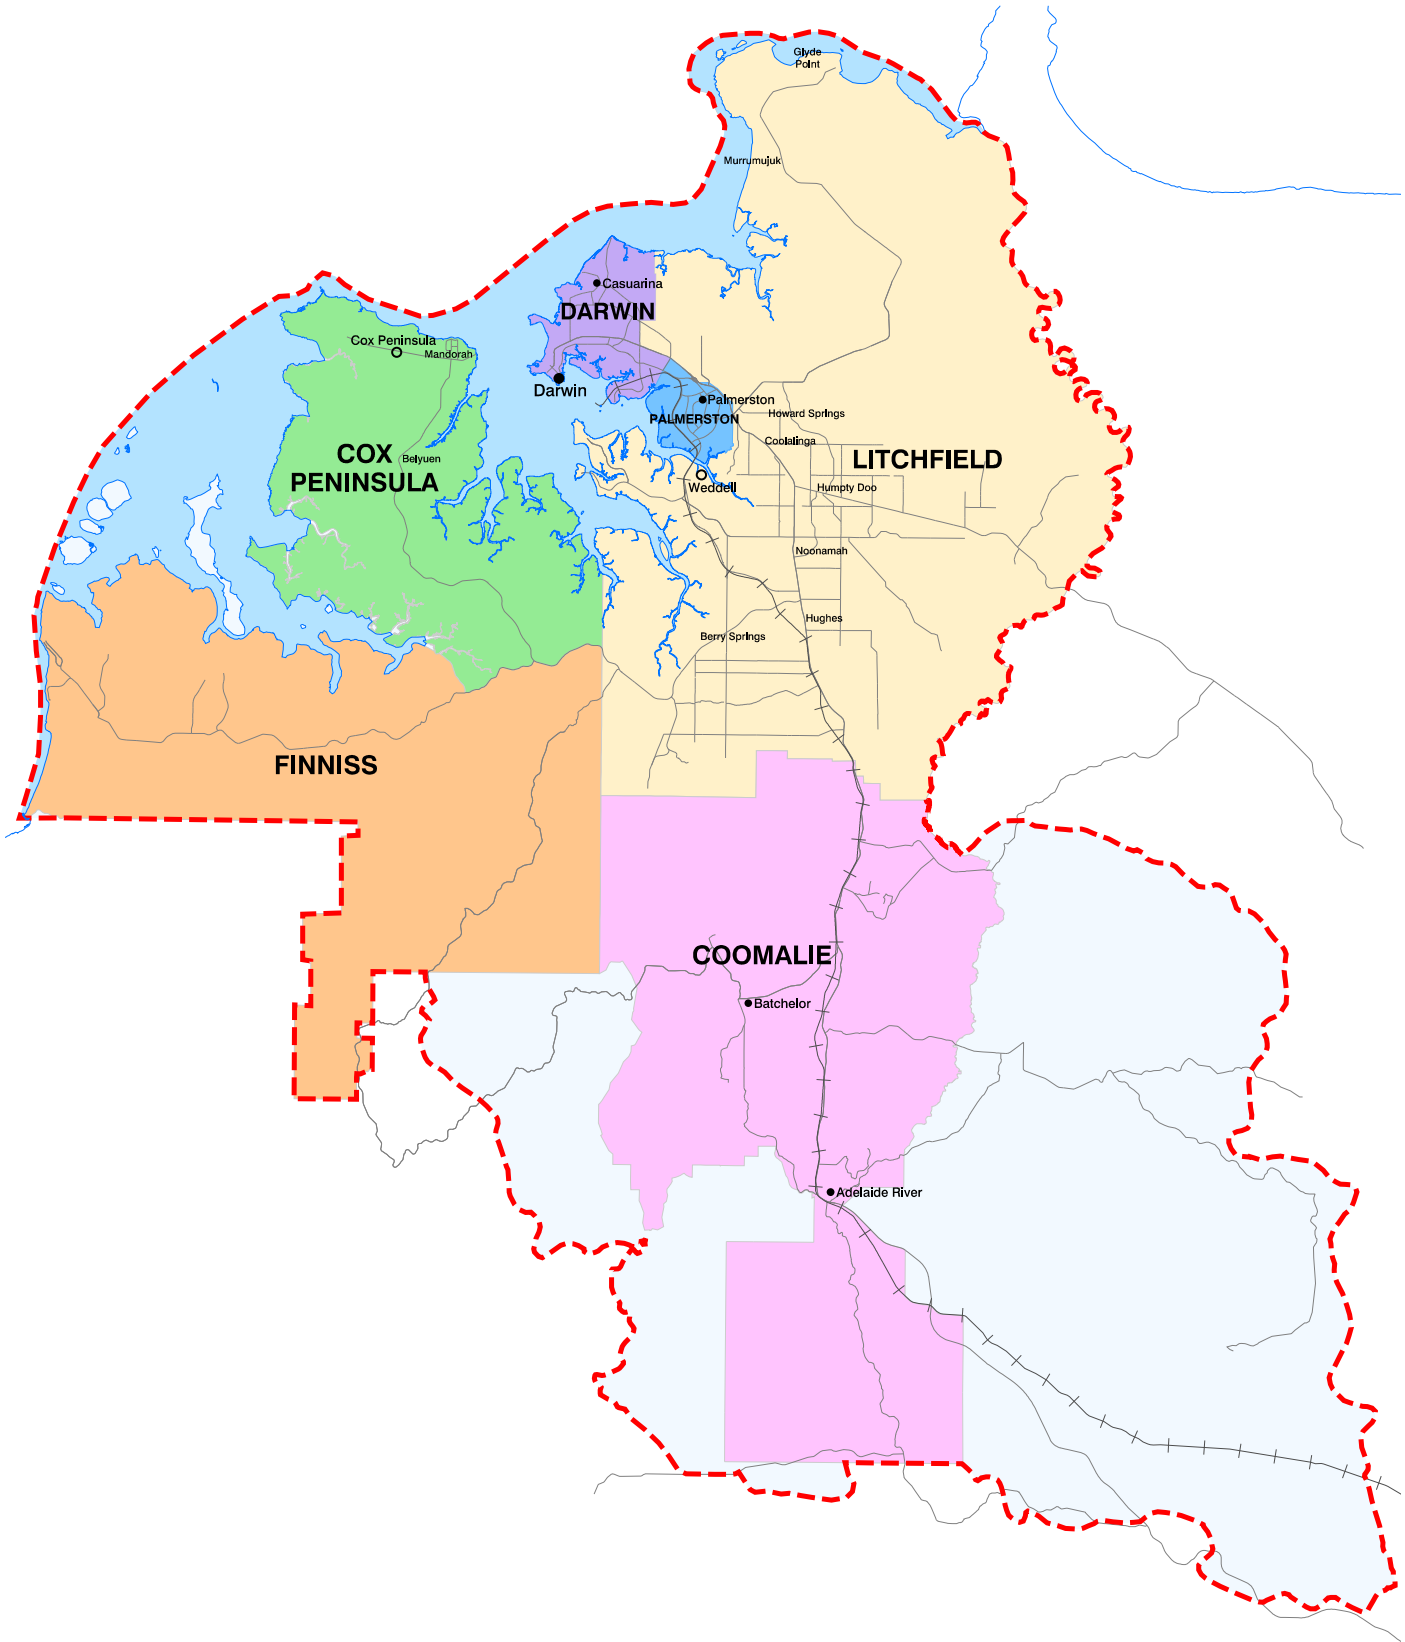 Glyde
Point
Murrumujuk
Casuarina
DARWIN
Cox Peninsula
Mandorah
Darwin
Palmerston
PALMERSTON
Howard Springs
Coolalinga
COX
PENINSULA
Belyuen
LITCHFIELD
Weddell
Humpty Doo
Noonamah
Hughes
Berry Springs
FINNISS
COOMALIE
Batchelor
Adelaide River